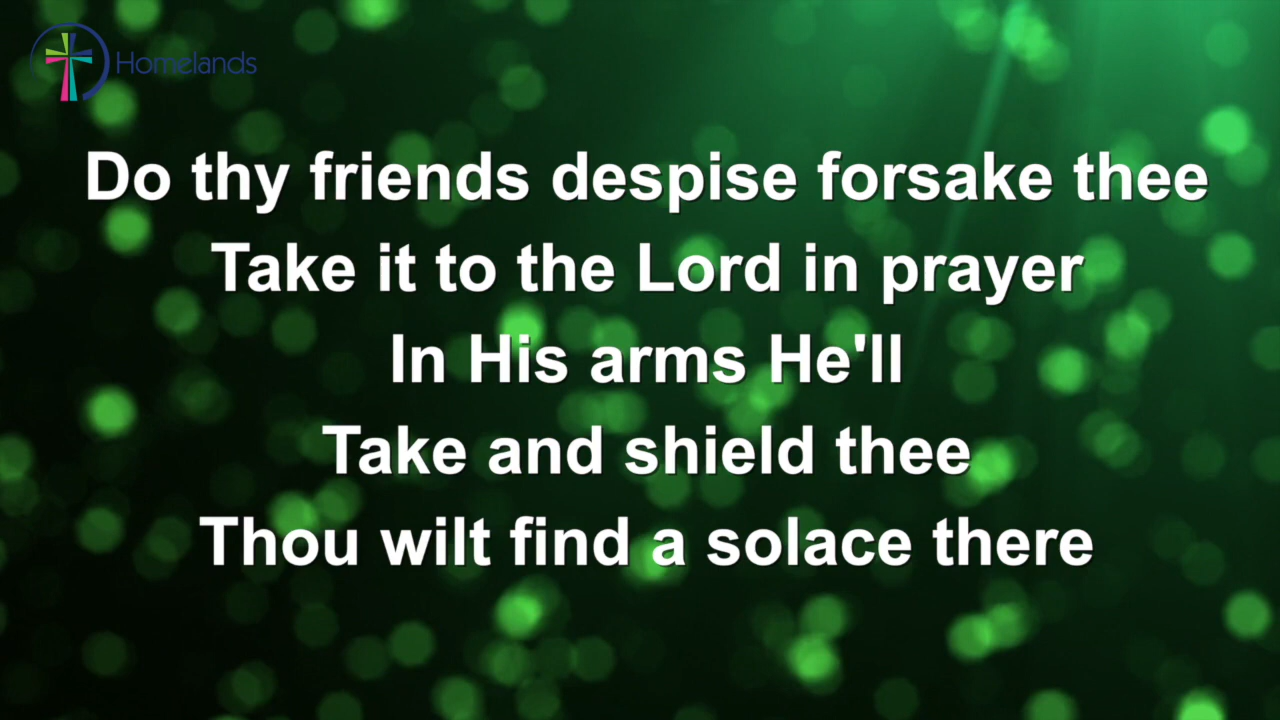 Homelands
Do thy friends despise forsake thee
Take it to the Lord in prayer
In His arms He'll
Take and shield thee
Thou wilt find a solace there